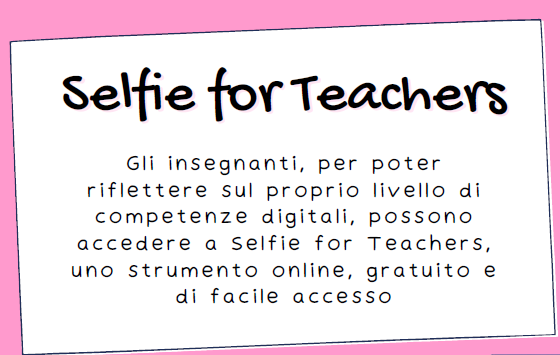 Selfie for Teachers
Gli insegnanti, per poter
riflettere sul proprio livello di
competenze digitali, possono
accedere a Selfie for Teachers,
uno strumento online, gratuito e
di facile accesso